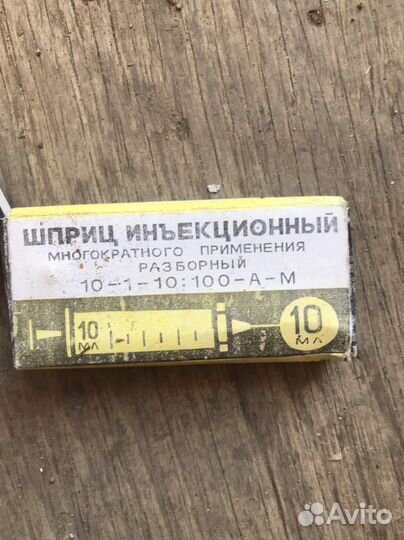 ШПРИЦ ИНЪЕКЦИОННЫЙ
МНОГОКРАТНОГО ПРИМЕНЕНИЯ
РАЗБОРНЫЙ
10-1-10:100-А-М
10 МЛ
10 МЛ
Avito